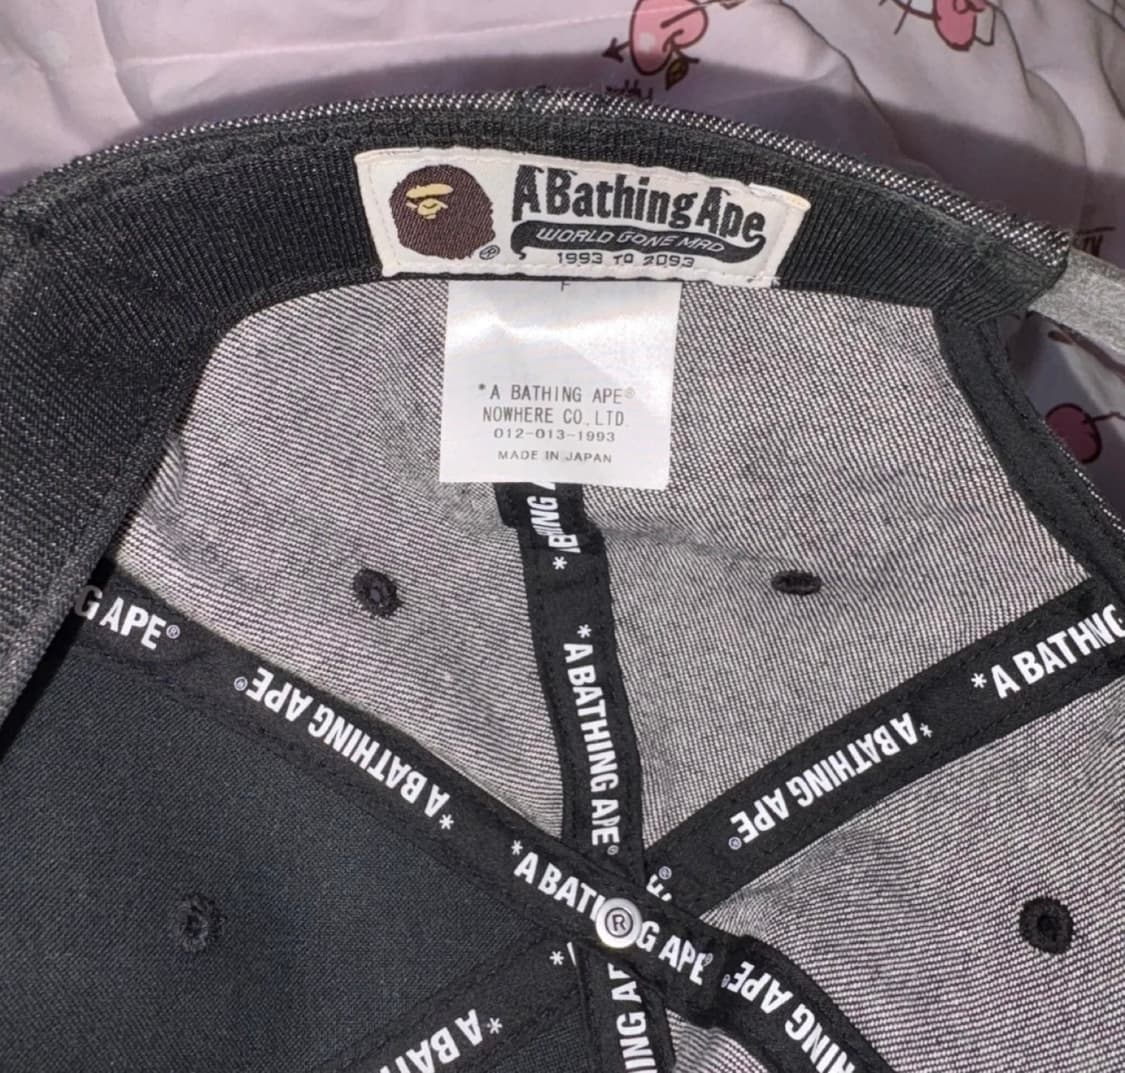 A Bathing Ape
WORLD GONE MAD
®
1993 TO 2093
F
*A BATHING APE®
NOWHERE CO.,LTD.
012-013-1993
MADE IN JAPAN
*A BATHING APE®
G APE®
*A BATHING APE®
*A BATHING APE®
*A BATHING APE®
®